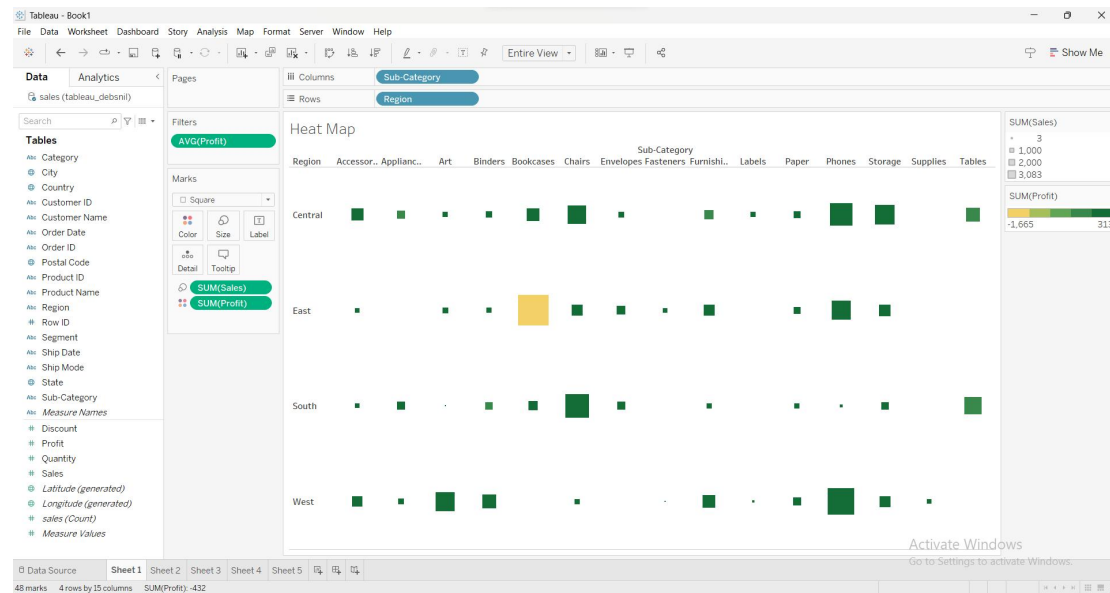 Tableau - Book1
File Data Worksheet Dashboard Story Analysis Map Format Server Window Help
Entire View
Show Me
Data Analytics
sales (tableau_debsnil)
Search
Tables
Category
City
Country
Customer ID
Customer Name
Order Date
Order ID
Postal Code
Product ID
Product Name
Region
Row ID
Segment
Ship Date
Ship Mode
State
Sub-Category
Measure Names
Discount
Profit
Quantity
Sales
Latitude (generated)
Longitude (generated)
sales (Count)
Measure Values
Pages
Filters
AVG(Profit)
Marks
Square
Color Size Label
Detail Tooltip
SUM(Sales)
SUM(Profit)
Columns Sub-Category
Rows Region
Heat Map
Sub-Category
Region Accessor.. Applianc.. Art Binders Bookcases Chairs Envelopes Fasteners Furnishi.. Labels Paper Phones Storage Supplies Tables
Central
East
South
West
SUM(Sales)
3
1,000
2,000
3,083
SUM(Profit)
-1,665 313
Activate Windows
Go to Settings to activate Windows.
Data Source Sheet 1 Sheet 2 Sheet 3 Sheet 4 Sheet 5
48 marks 4 rows by 15 columns SUM(Profit): -432